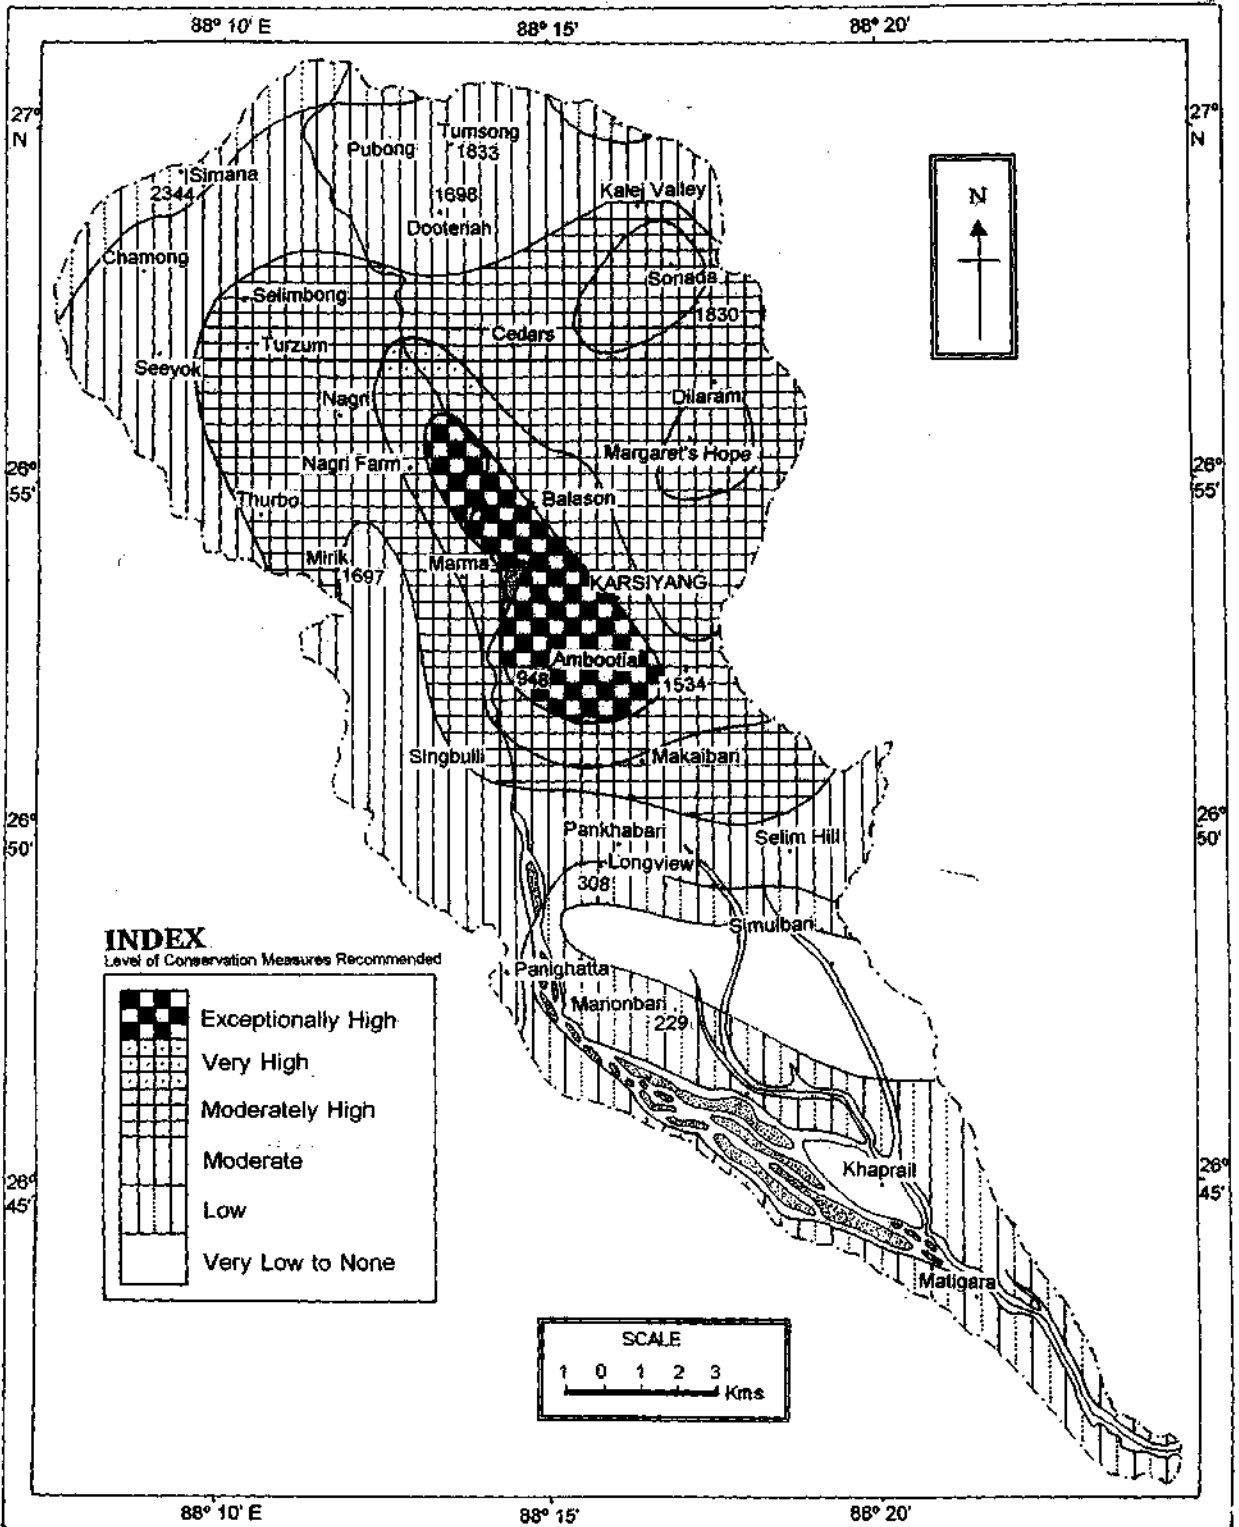 88° 10' E 88° 15' 88° 20'
27° N
27° N
Tumsong
1833
Pubong
Simana
2344
1698
Dooteriah
Kalej Valley
Chamong
Sonada
1830
Selimbong
Cedars
Turzum
Seeyok
Nagri
Dilaram
Margaret's Hope
Nagri Farm
26° 55'
26° 55'
Balason
Thurbo
Mirik
1697
Marma
KARSIYANG
Ambootia
948
1534
Singbulli
Makaibari
26° 50'
26° 50'
Pankhabari
Selim Hill
Longview
308
Simulbari
Panighatta
Marionbari
229
Khaprail
26° 45'
26° 45'
Matigara
N
INDEX
Level of Conservation Measures Recommended
Exceptionally High
Very High
Moderately High
Moderate
Low
Very Low to None
SCALE
1 0 1 2 3
Kms
88° 10' E 88° 15' 88° 20'